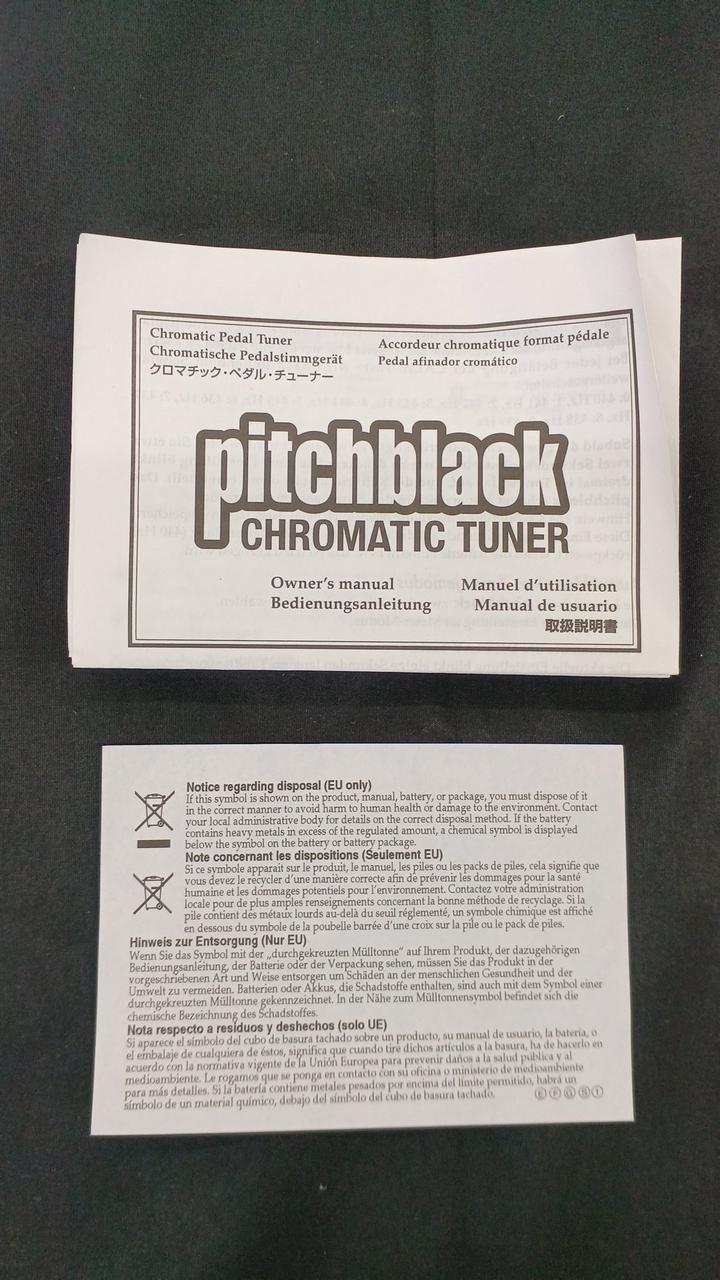 Chromatic Pedal Tuner
Chromatische Pedalstimmgerät
クロマチック・ペダル・チューナー
Accordeur chromatique format pédale
Pedal afinador cromático
pitchblack
CHROMATIC TUNER
Owner's manual
Bedienungsanleitung
Manuel d'utilisation
Manual de usuario
取扱説明書
Notice regarding disposal (EU only)
If this symbol is shown on the product, manual, battery, or package, you must dispose of it
in the correct manner to avoid harm to human health or damage to the environment. Contact
your local administrative body for details on the correct disposal method. If the battery
contains heavy metals in excess of the regulated amount, a chemical symbol is displayed
below the symbol on the battery or battery package.
Note concernant les dispositions (Seulement EU)
Si ce symbole apparait sur le produit, le manuel, les piles ou les packs de piles, cela signifie que
vous devez le recycler d'une manière correcte afin de prévenir les dommages pour la santé
humaine et les dommages potentiels pour l'environnement. Contactez votre administration
locale pour de plus amples renseignements concernant la bonne méthode de recyclage. Si la
pile contient des métaux lourds au-delà du seuil réglementé, un symbole chimique est affiché
en dessous du symbole de la poubelle barrée d'une croix sur la pile ou le pack de piles.
Hinweis zur Entsorgung (Nur EU)
Wenn Sie das Symbol mit der „durchgekreuzten Mülltonne" auf Ihrem Produkt, der dazugehörigen
Bedienungsanleitung, der Batterie oder der Verpackung sehen, müssen Sie das Produkt in der
vorgeschriebenen Art und Weise entsorgen um Schäden an der menschlichen Gesundheit und der
Umwelt zu vermeiden. Batterien oder Akkus, die Schadstoffe enthalten, sind auch mit dem Symbol einer
durchgekreuzten Mülltonne gekennzeichnet. In der Nähe zum Mülltonnensymbol befindet sich die
chemische Bezeichnung des Schadstoffes.
Nota respecto a residuos y deshechos (solo UE)
Si aparece el símbolo del cubo de basura tachado sobre un producto, su manual de usuario, la batería, o
el embalaje de cualquiera de éstos, significa que cuando tire dichos artículos a la basura, ha de hacerlo en
acuerdo con la normativa vigente de la Unión Europea para prevenir daños a la salud pública y al
medioambiente. Le rogamos que se ponga en contacto con su oficina o ministerio de medioambiente
para más detalles. Si la batería contiene metales pesados por encima del límite permitido, habrá un
símbolo de un material químico, debajo del símbolo del cubo de basura tachado.